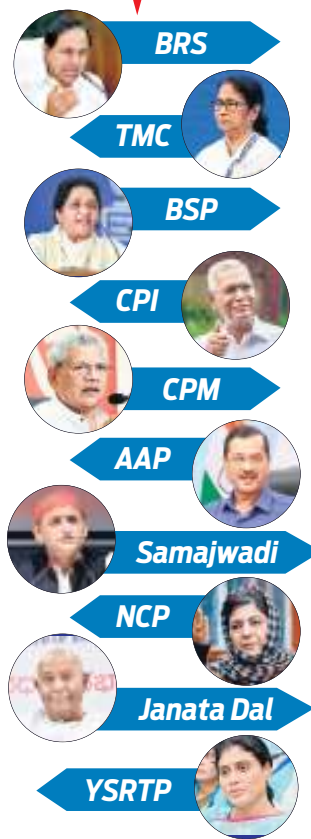 BRS
TMC
BSP
CPI
CPM
AAP
Samajwadi
NCP
Janata Dal
YSRTP